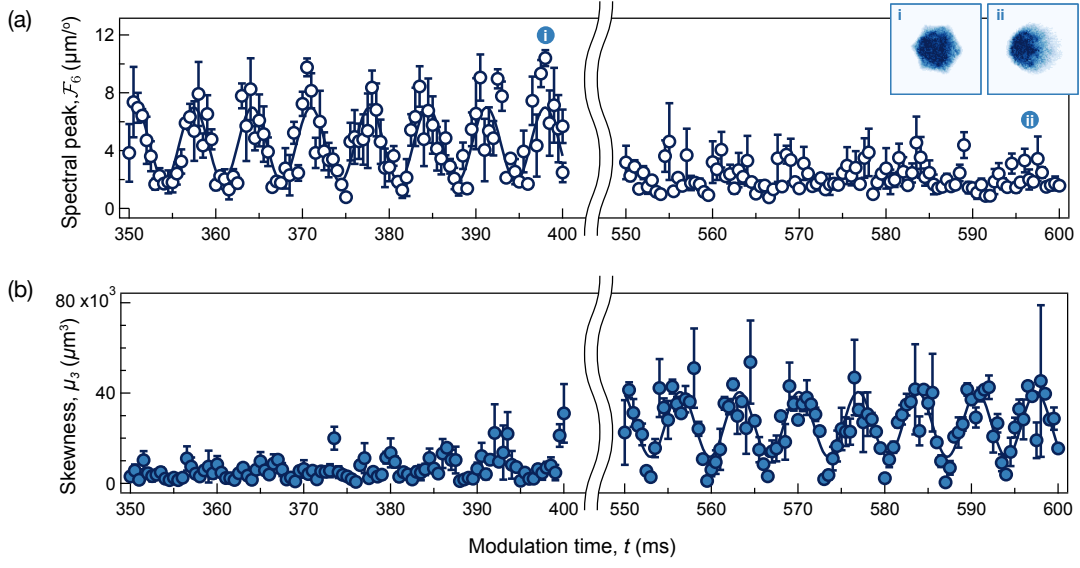 (a)
Spectral peak, ℱ₆ (μm/°)
12
8
4
0
i
i
ii
ii
350 360 370 380 390 400 550 560 570 580 590 600
(b)
Skewness, μ₃ (μm³)
80 x10³
40
0
350 360 370 380 390 400 550 560 570 580 590 600
Modulation time, t (ms)